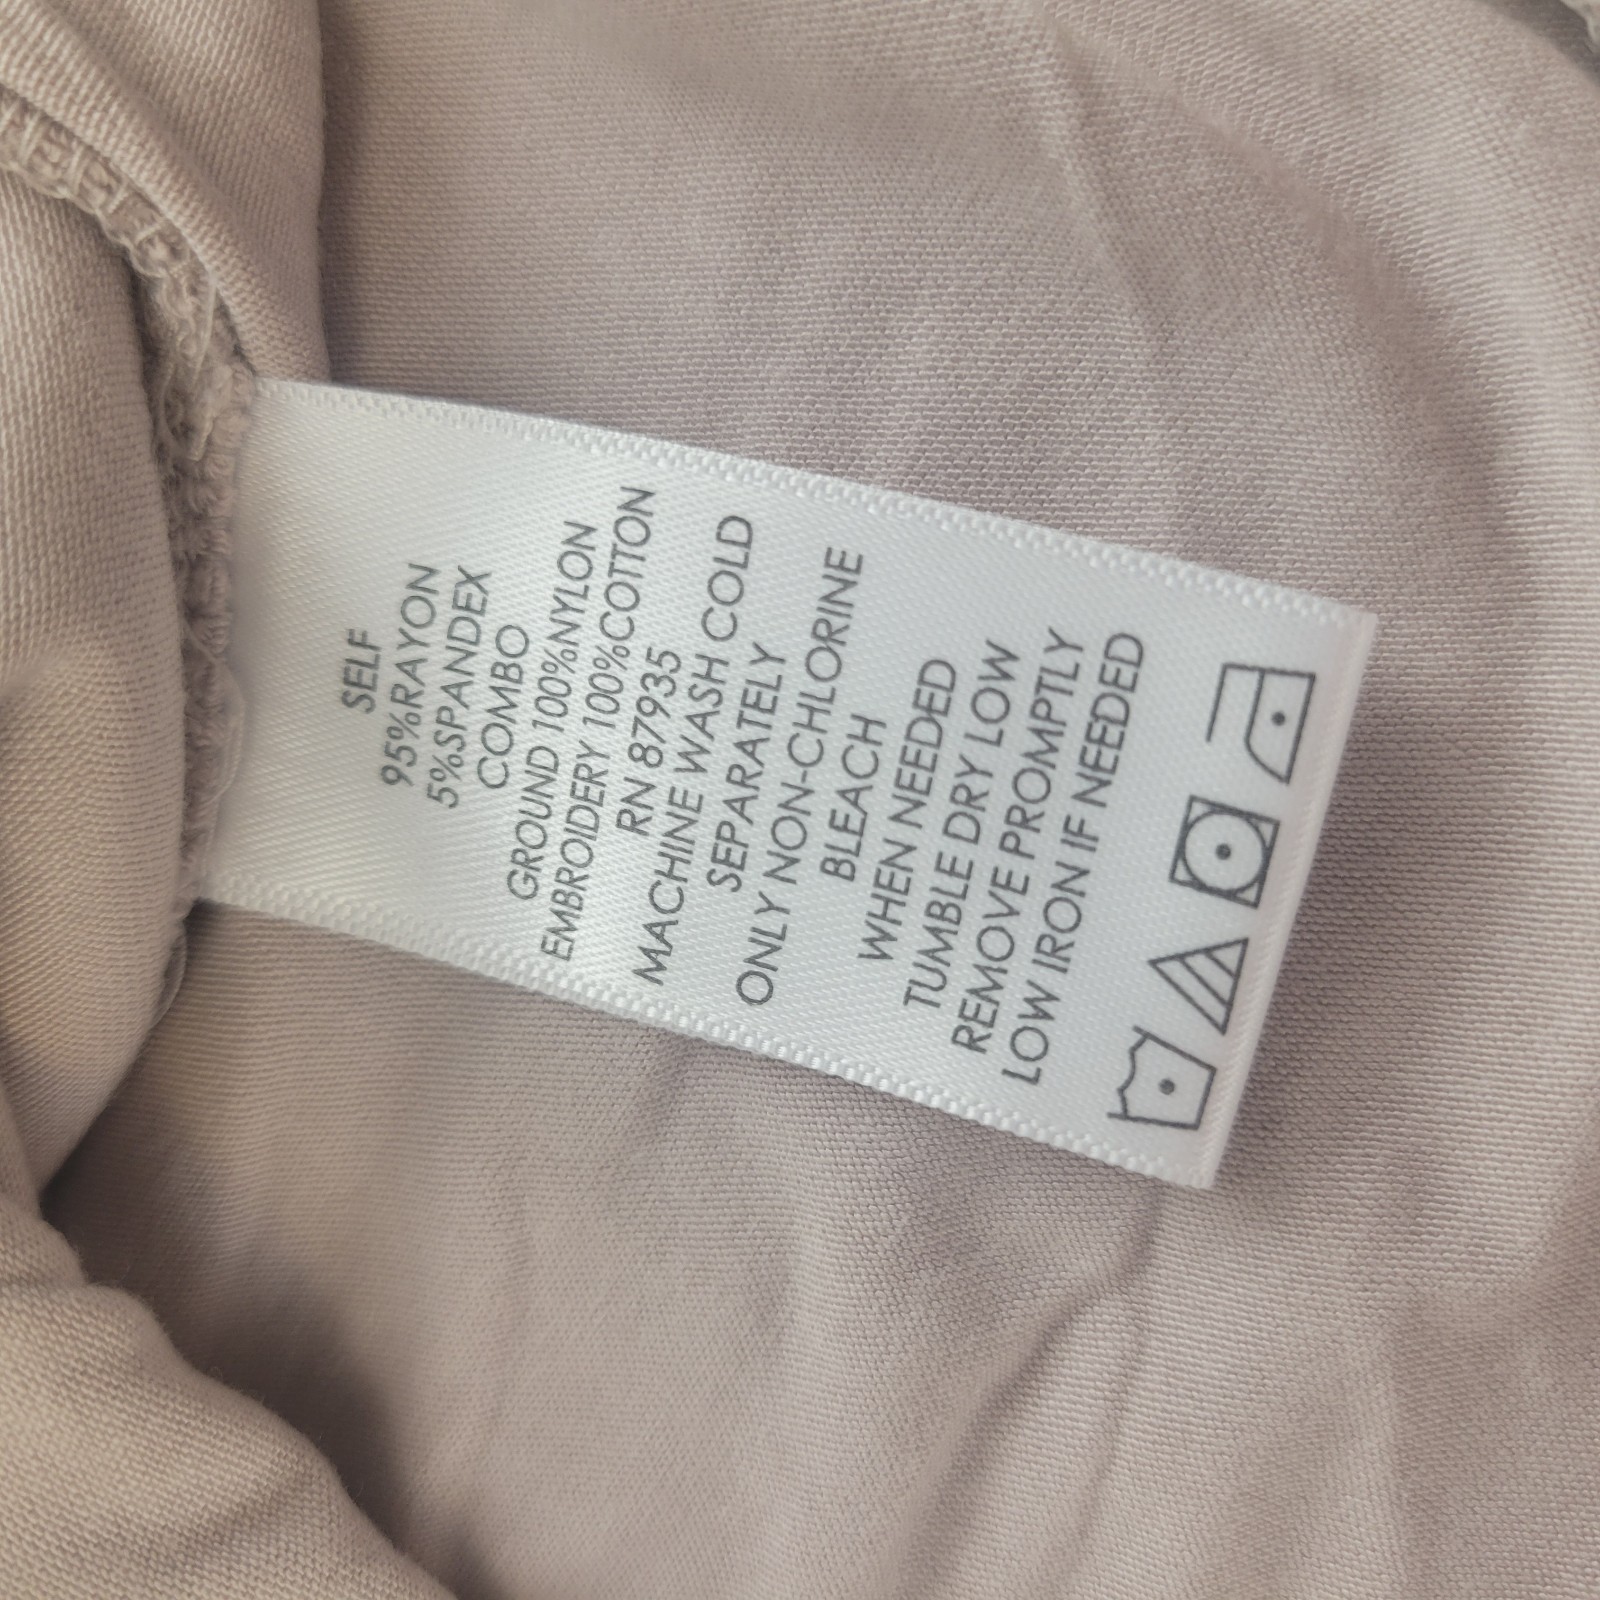 SELF
95%RAYON
5%SPANDEX
COMBO
GROUND 100%NYLON
EMBROIDERY 100%COTTON
RN 87935
MACHINE WASH COLD
SEPARATELY
ONLY NON-CHLORINE
BLEACH
WHEN NEEDED
TUMBLE DRY LOW
REMOVE PROMPTLY
LOW IRON IF NEEDED